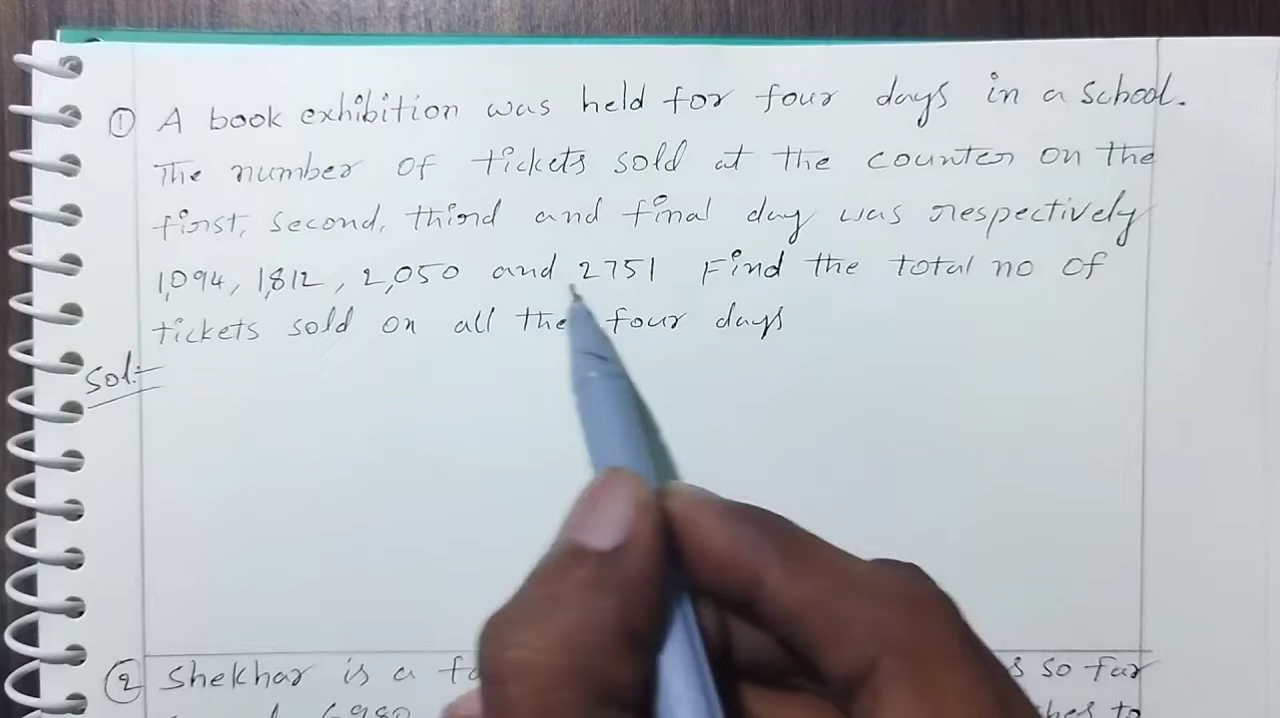 ① A book exhibition was held for four days in a school.
The number of tickets sold at the counter on the
first, second, third and final day was respectively
1,094, 1,812, 2,050 and 2751 Find the total no of
tickets sold on all the four days
Sol:-
② Shekhar is a so far
6980